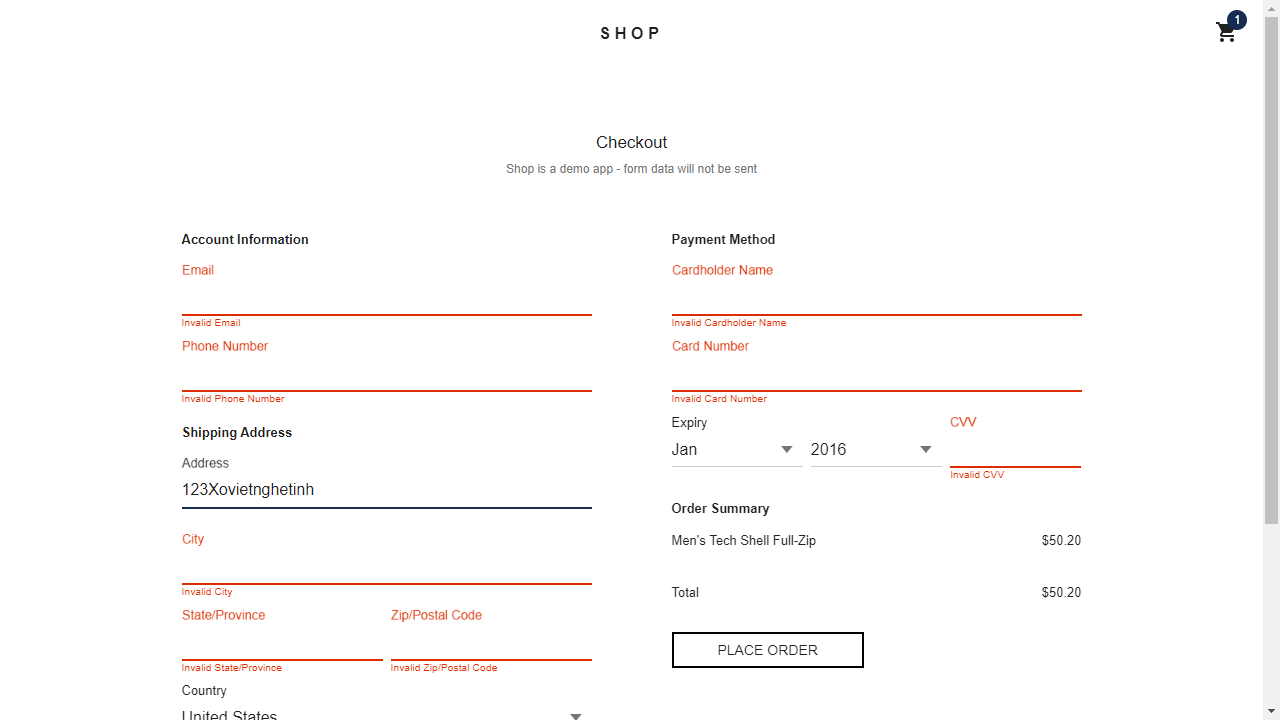 SHOP
1
Checkout
Shop is a demo app - form data will not be sent
Account Information
Email
Invalid Email
Phone Number
Invalid Phone Number
Shipping Address
Address
123Xovietnghetinh
City
Invalid City
State/Province
Zip/Postal Code
Invalid State/Province
Invalid Zip/Postal Code
Country
United States
Payment Method
Cardholder Name
Invalid Cardholder Name
Card Number
Invalid Card Number
Expiry
CVV
Jan
2016
Invalid CVV
Order Summary
Men's Tech Shell Full-Zip $50.20
Total $50.20
PLACE ORDER